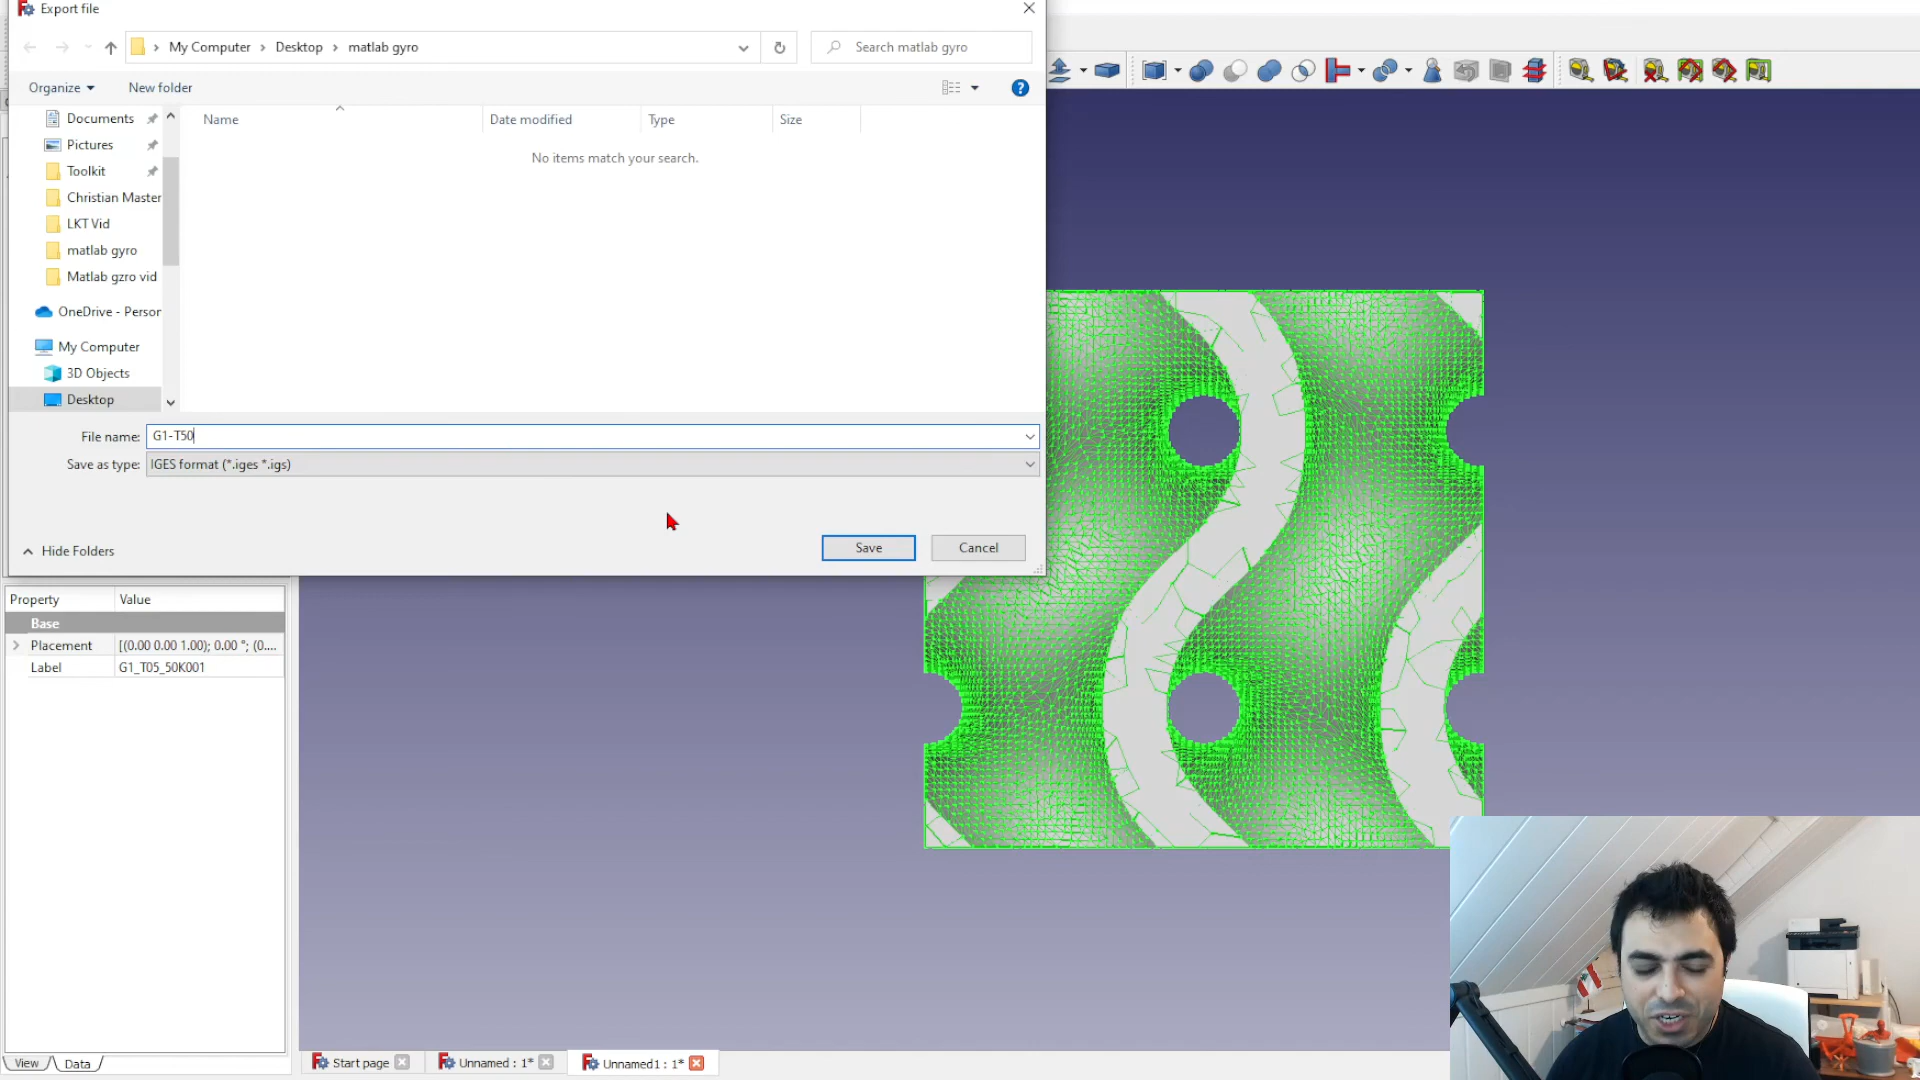 Export file
My Computer > Desktop > matlab gyro
Search matlab gyro
Organize
New folder
Documents
Pictures
Toolkit
Christian Master
LKT Vid
matlab gyro
Matlab gzro vid
OneDrive - Person
My Computer
3D Objects
Desktop
Name
Date modified
Type
Size
No items match your search.
File name:
G1-T50
Save as type:
IGES format (*.iges *.igs)
Hide Folders
Save
Cancel
Property
Value
Base
Placement
[(0.00 0.00 1.00); 0.00 °; (0....
Label
G1_T05_50K001
View
Data
Start page
Unnamed : 1*
Unnamed1 : 1*